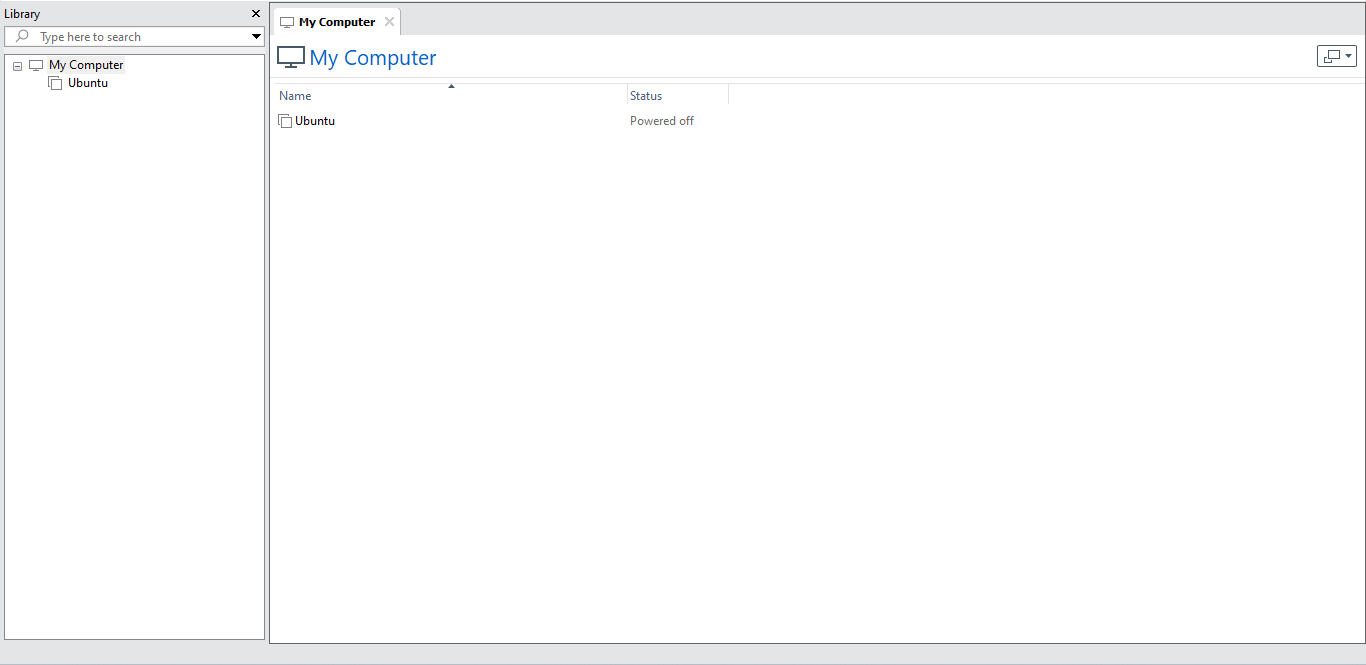 Library
Type here to search
My Computer
Ubuntu
My Computer
My Computer
Name Status
Ubuntu Powered off